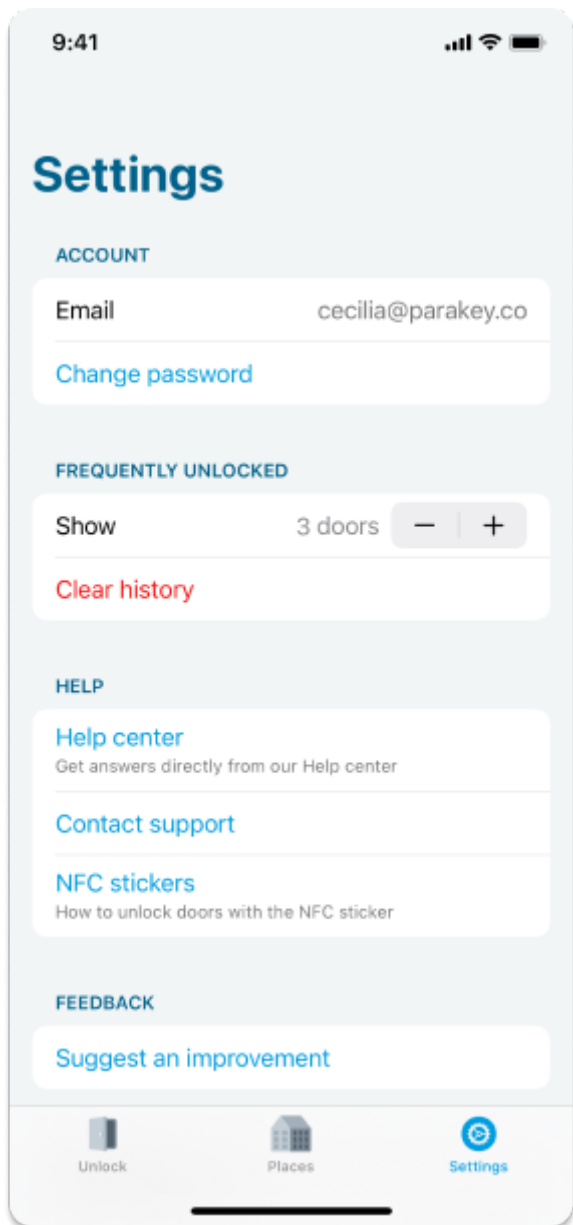 9:41
Settings
ACCOUNT
Email cecilia@parakey.co
Change password
FREQUENTLY UNLOCKED
Show 3 doors − +
Clear history
HELP
Help center
Get answers directly from our Help center
Contact support
NFC stickers
How to unlock doors with the NFC sticker
FEEDBACK
Suggest an improvement
Unlock Places Settings